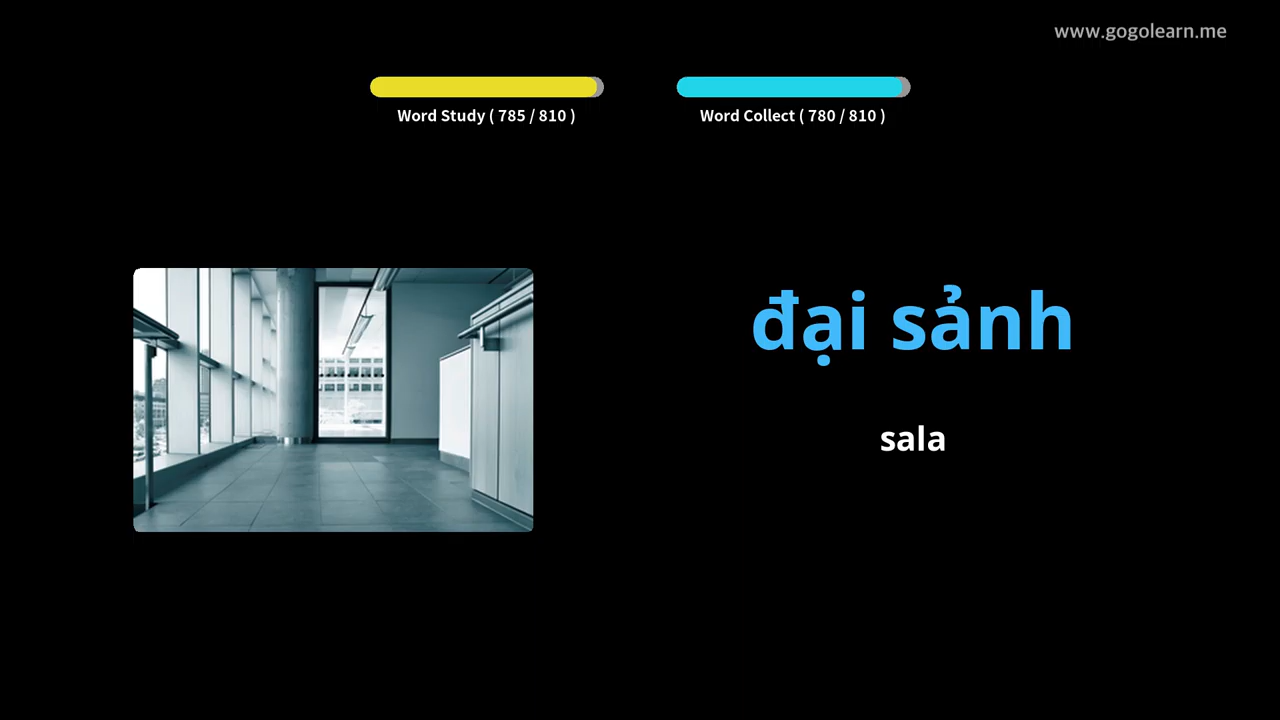 www.gogolearn.me
Word Study ( 785 / 810 )
Word Collect ( 780 / 810 )
đại sảnh
sala